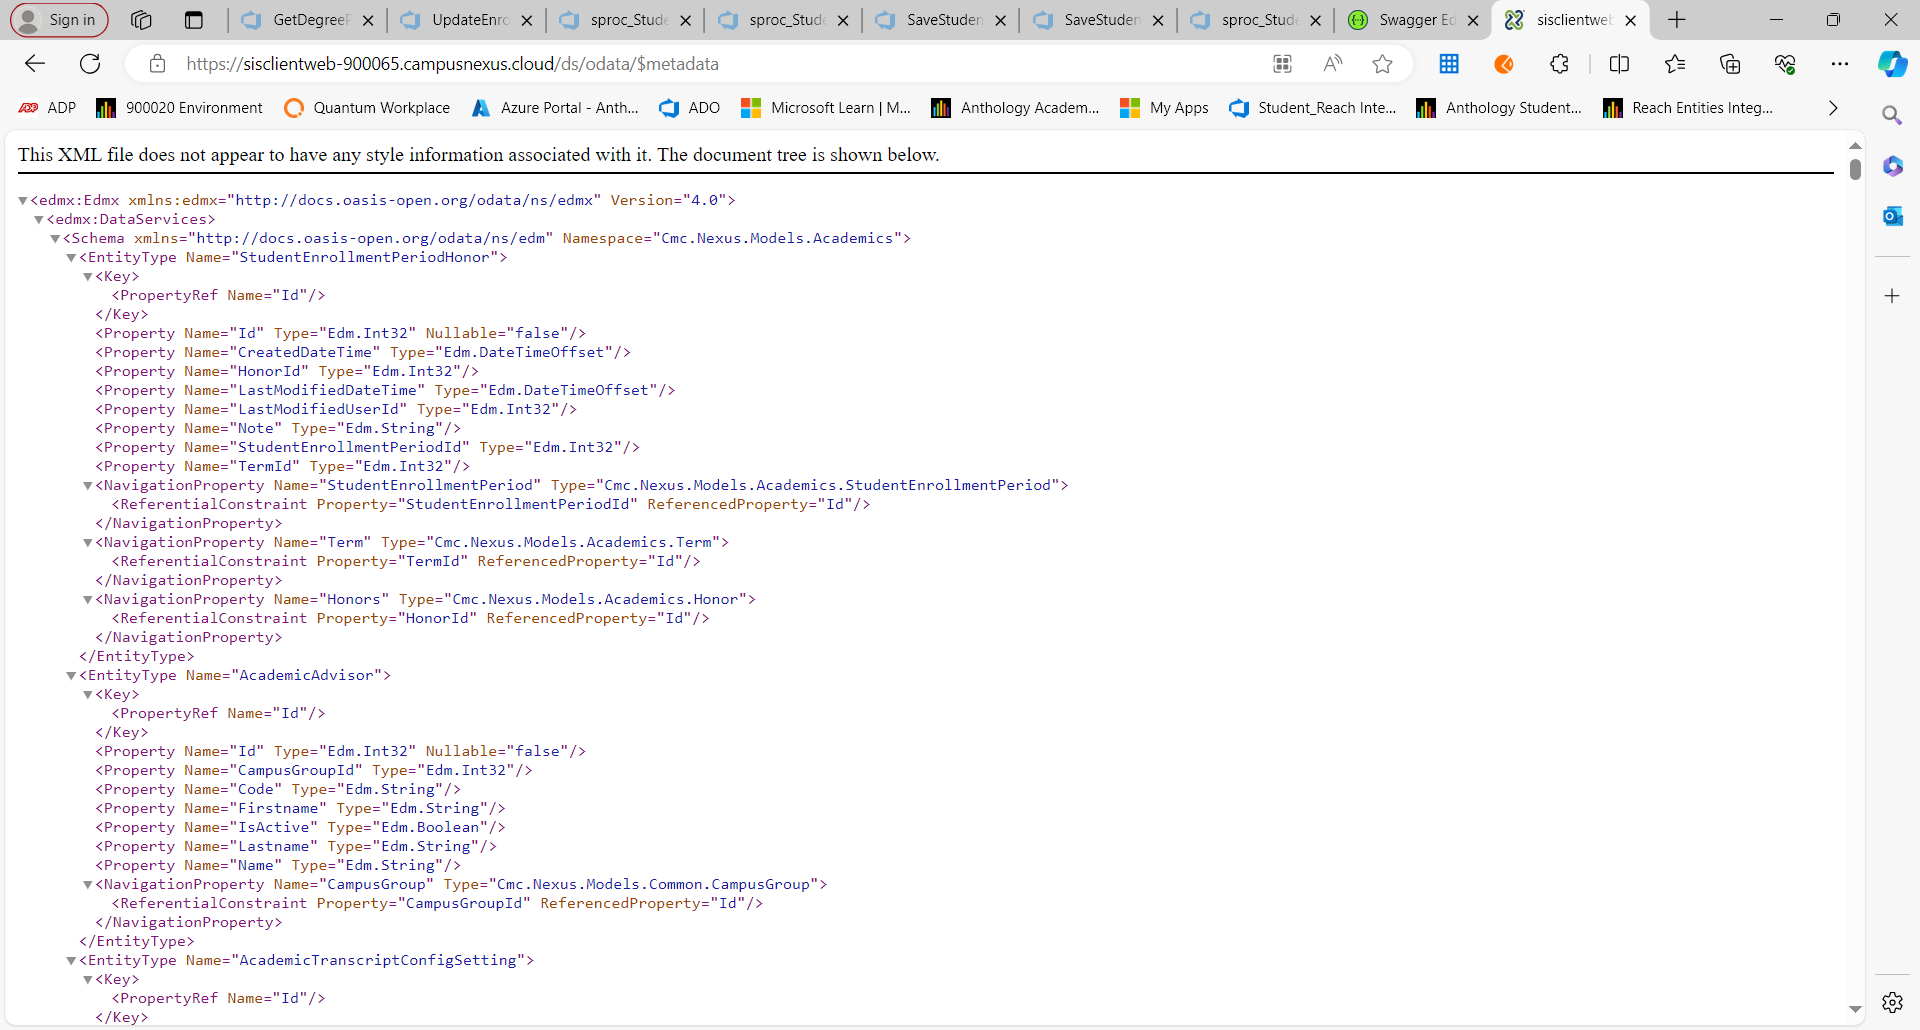 Sign in
GetDegreeP
UpdateEnro
sproc_Stude
sproc_Stude
SaveStuden
SaveStuden
sproc_Stude
Swagger Ed
sisclientweb
https://sisclientweb-900065.campusnexus.cloud/ds/odata/$metadata
ADP
900020 Environment
Quantum Workplace
Azure Portal - Anth...
ADO
Microsoft Learn | M...
Anthology Academ...
My Apps
Student_Reach Inte...
Anthology Student...
Reach Entities Integ...
This XML file does not appear to have any style information associated with it. The document tree is shown below.
<edmx:Edmx xmlns:edmx="http://docs.oasis-open.org/odata/ns/edmx" Version="4.0">
<edmx:DataServices>
<Schema xmlns="http://docs.oasis-open.org/odata/ns/edm" Namespace="Cmc.Nexus.Models.Academics">
<EntityType Name="StudentEnrollmentPeriodHonor">
<Key>
<PropertyRef Name="Id"/>
</Key>
<Property Name="Id" Type="Edm.Int32" Nullable="false"/>
<Property Name="CreatedDateTime" Type="Edm.DateTimeOffset"/>
<Property Name="HonorId" Type="Edm.Int32"/>
<Property Name="LastModifiedDateTime" Type="Edm.DateTimeOffset"/>
<Property Name="LastModifiedUserId" Type="Edm.Int32"/>
<Property Name="Note" Type="Edm.String"/>
<Property Name="StudentEnrollmentPeriodId" Type="Edm.Int32"/>
<Property Name="TermId" Type="Edm.Int32"/>
<NavigationProperty Name="StudentEnrollmentPeriod" Type="Cmc.Nexus.Models.Academics.StudentEnrollmentPeriod">
<ReferentialConstraint Property="StudentEnrollmentPeriodId" ReferencedProperty="Id"/>
</NavigationProperty>
<NavigationProperty Name="Term" Type="Cmc.Nexus.Models.Academics.Term">
<ReferentialConstraint Property="TermId" ReferencedProperty="Id"/>
</NavigationProperty>
<NavigationProperty Name="Honors" Type="Cmc.Nexus.Models.Academics.Honor">
<ReferentialConstraint Property="HonorId" ReferencedProperty="Id"/>
</NavigationProperty>
</EntityType>
<EntityType Name="AcademicAdvisor">
<Key>
<PropertyRef Name="Id"/>
</Key>
<Property Name="Id" Type="Edm.Int32" Nullable="false"/>
<Property Name="CampusGroupId" Type="Edm.Int32"/>
<Property Name="Code" Type="Edm.String"/>
<Property Name="Firstname" Type="Edm.String"/>
<Property Name="IsActive" Type="Edm.Boolean"/>
<Property Name="Lastname" Type="Edm.String"/>
<Property Name="Name" Type="Edm.String"/>
<NavigationProperty Name="CampusGroup" Type="Cmc.Nexus.Models.Common.CampusGroup">
<ReferentialConstraint Property="CampusGroupId" ReferencedProperty="Id"/>
</NavigationProperty>
</EntityType>
<EntityType Name="AcademicTranscriptConfigSetting">
<Key>
<PropertyRef Name="Id"/>
</Key>